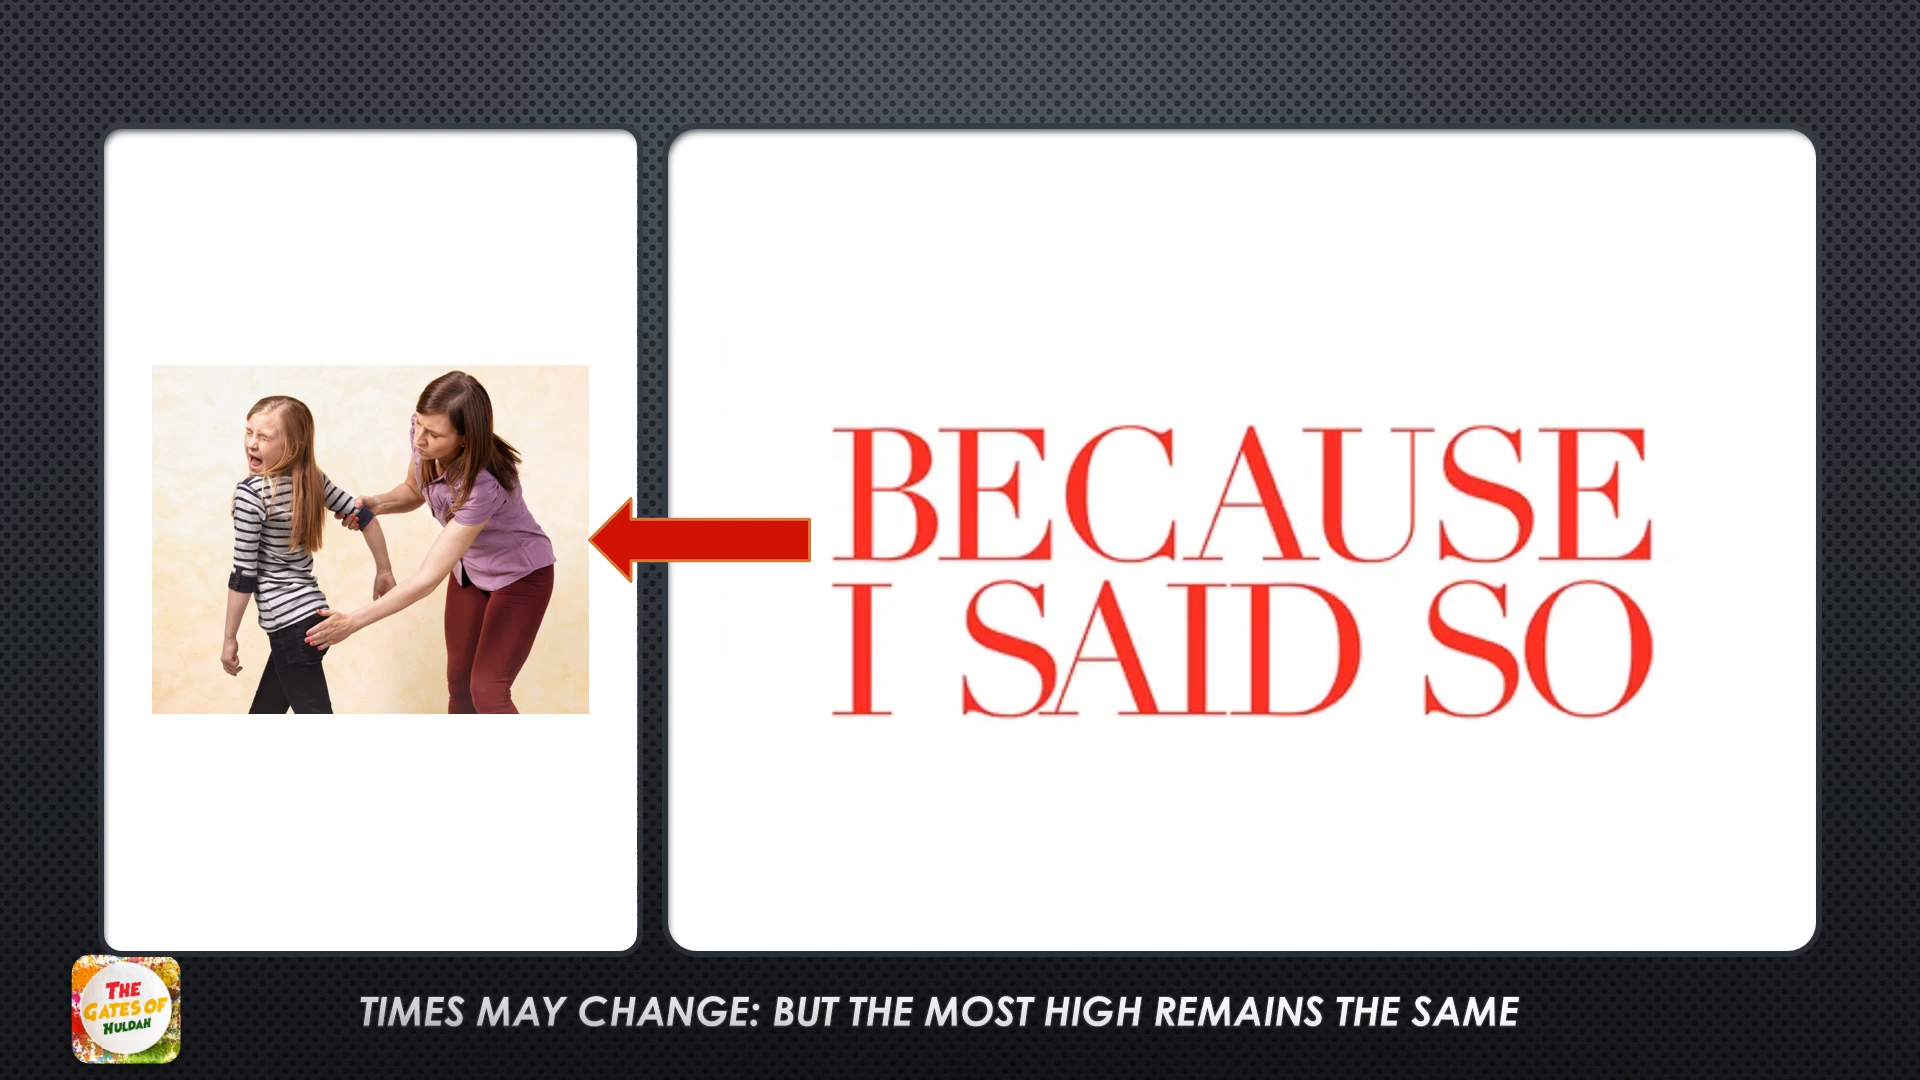 BECAUSE
I SAID SO
THE
GATES OF
HULDAH
TIMES MAY CHANGE: BUT THE MOST HIGH REMAINS THE SAME